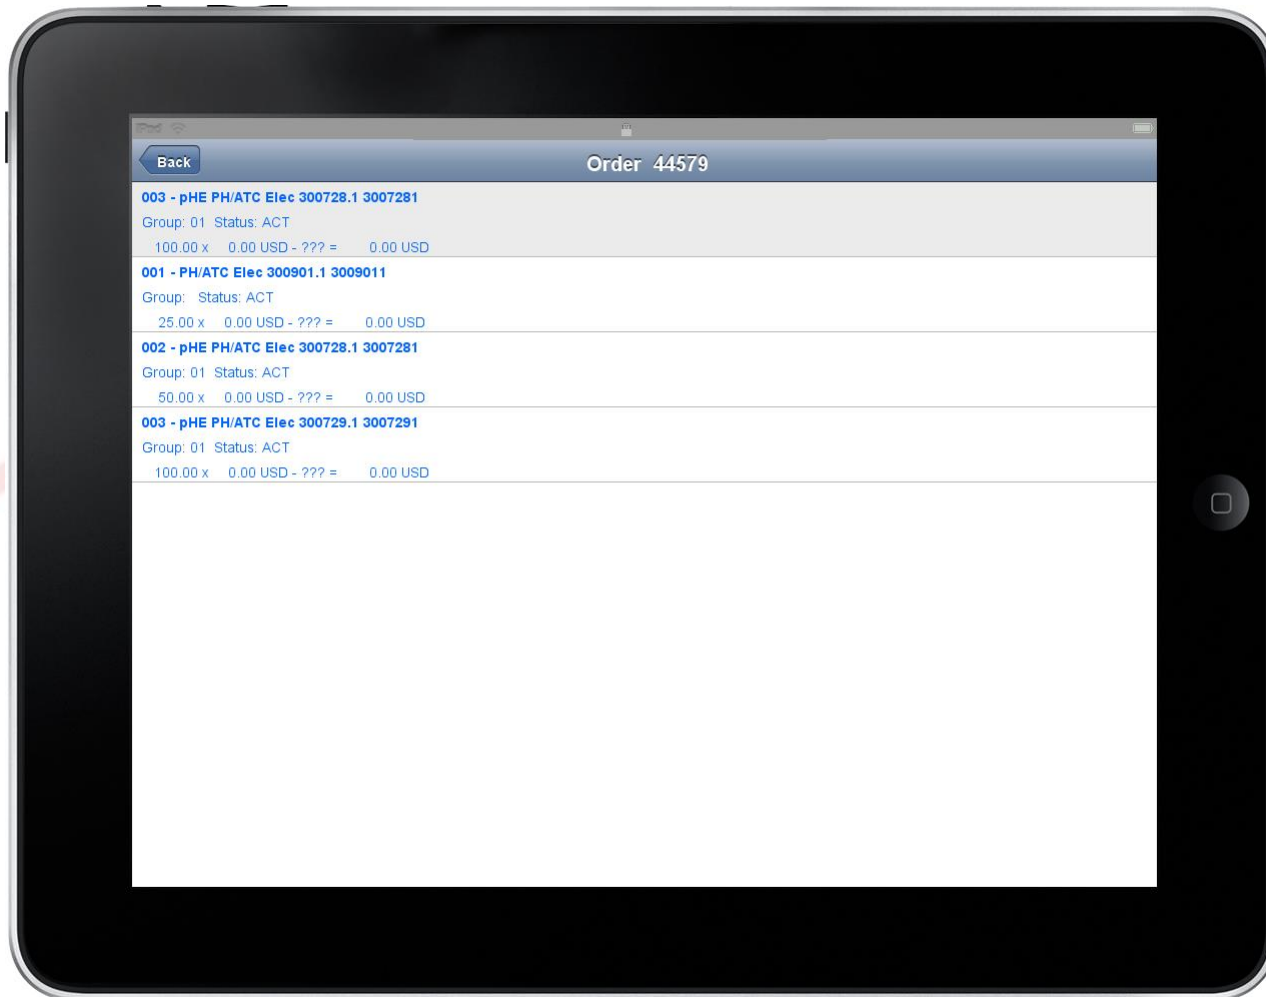 iPad
Back
Order 44579
003 - pHE PH/ATC Elec 300728.1 3007281
Group: 01 Status: ACT
100.00 x 0.00 USD - ??? = 0.00 USD
001 - PH/ATC Elec 300901.1 3009011
Group: Status: ACT
25.00 x 0.00 USD - ??? = 0.00 USD
002 - pHE PH/ATC Elec 300728.1 3007281
Group: 01 Status: ACT
50.00 x 0.00 USD - ??? = 0.00 USD
003 - pHE PH/ATC Elec 300729.1 3007291
Group: 01 Status: ACT
100.00 x 0.00 USD - ??? = 0.00 USD